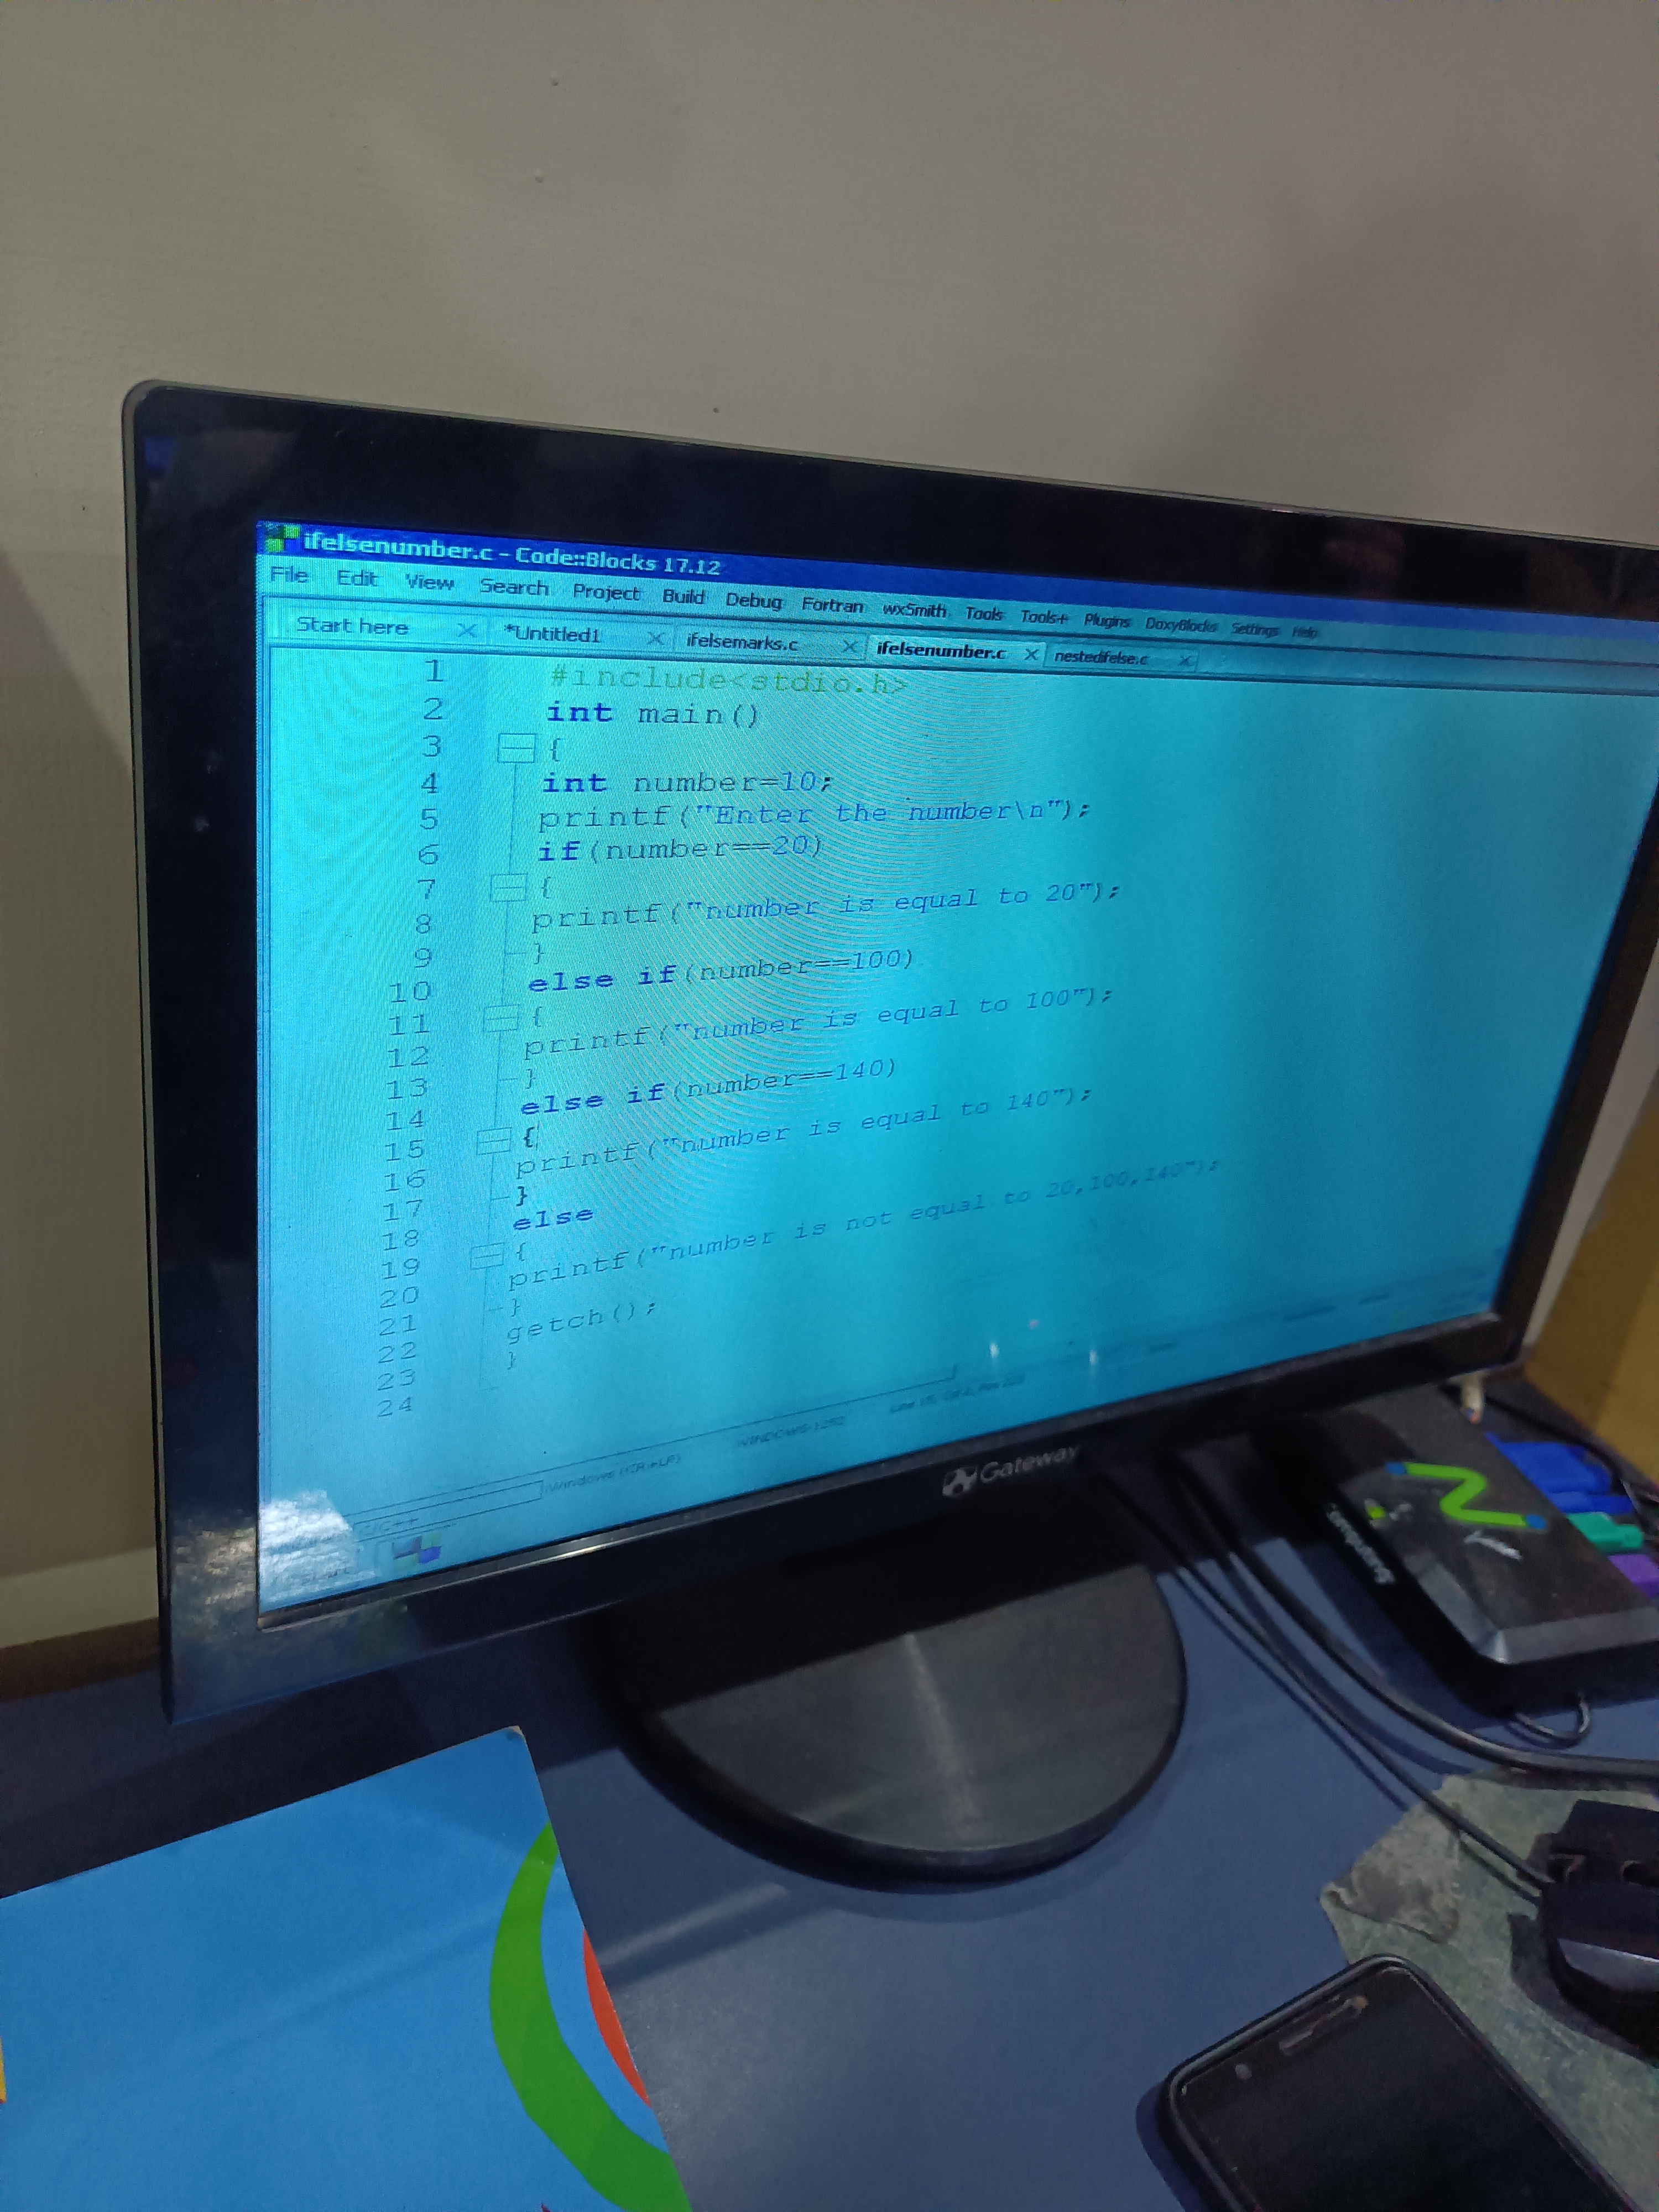 ifelsenumber.c - Code::Blocks 17.12
File Edit View Search Project Build Debug Fortran wxSmith Tools Tools+ Plugins DoxyBlocks Settings Help
Start here *Untitled1 ifelsemarks.c ifelsenumber.c nestedifelse.c
1 #include<stdio.h>
2 int main()
3 {
4 int number=10;
5 printf("Enter the number\n");
6 if(number==20)
7 {
8 printf("number is equal to 20");
9 }
10 else if(number==100)
11 {
12 printf("number is equal to 100");
13 }
14 else if(number==140)
15 {
16 printf("number is equal to 140");
17 }
18 else
19 {
20 printf("number is not equal to 20,100,140");
21 }
22 getch();
23 }
24
C/C++ Windows (CR+LF) WINDOWS-1252
Gateway